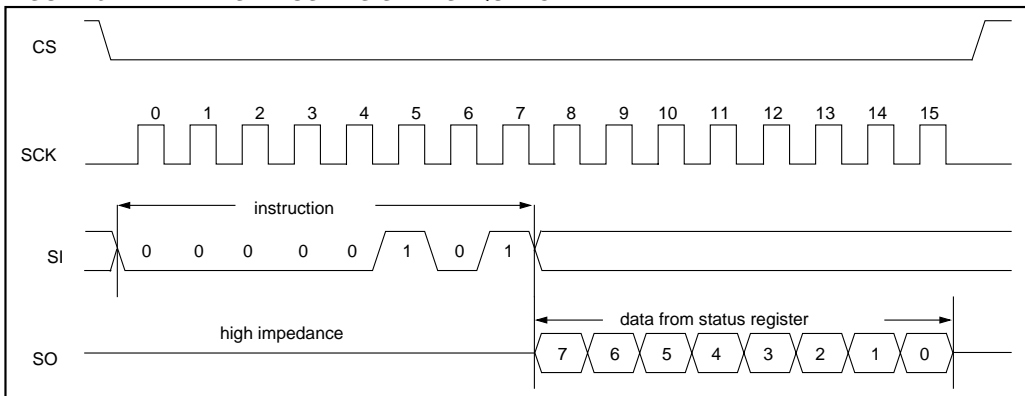 CS
0 1 2 3 4 5 6 7 8 9 10 11 12 13 14 15
SCK
instruction
SI 0 0 0 0 0 1 0 1
high impedance
data from status register
SO 7 6 5 4 3 2 1 0